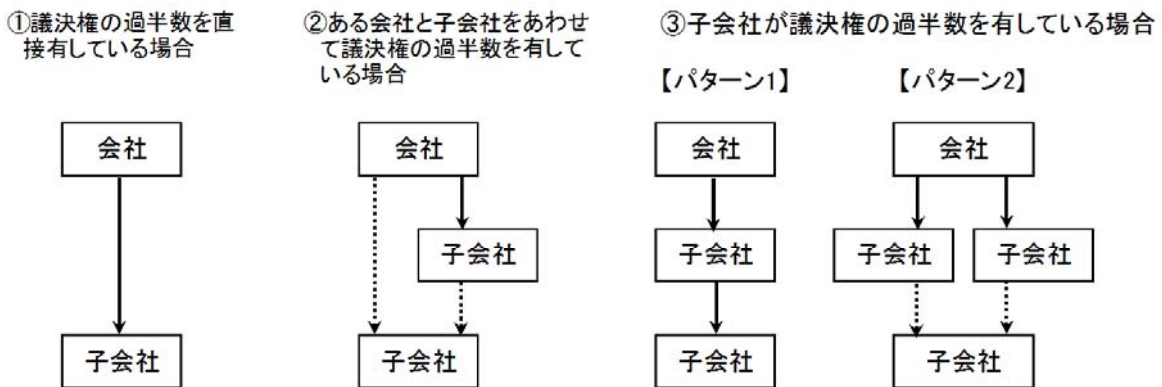 ①議決権の過半数を直
接有している場合
②ある会社と子会社をあわせ
て議決権の過半数を有して
いる場合
③子会社が議決権の過半数を有している場合
【パターン1】
【パターン2】
会社
会社
会社
会社
子会社
子会社
子会社
子会社
子会社
子会社
子会社
子会社